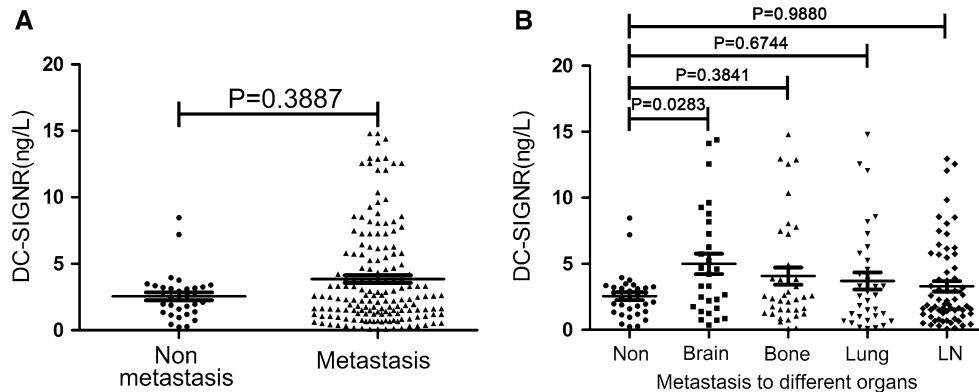 A
DC-SIGNR(ng/L)
20
15
10
5
0
P=0.3887
Non
metastasis
Metastasis
B
DC-SIGNR(ng/L)
20
15
10
5
0
P=0.9880
P=0.6744
P=0.3841
P=0.0283
Non Brain Bone Lung LN
Metastasis to different organs